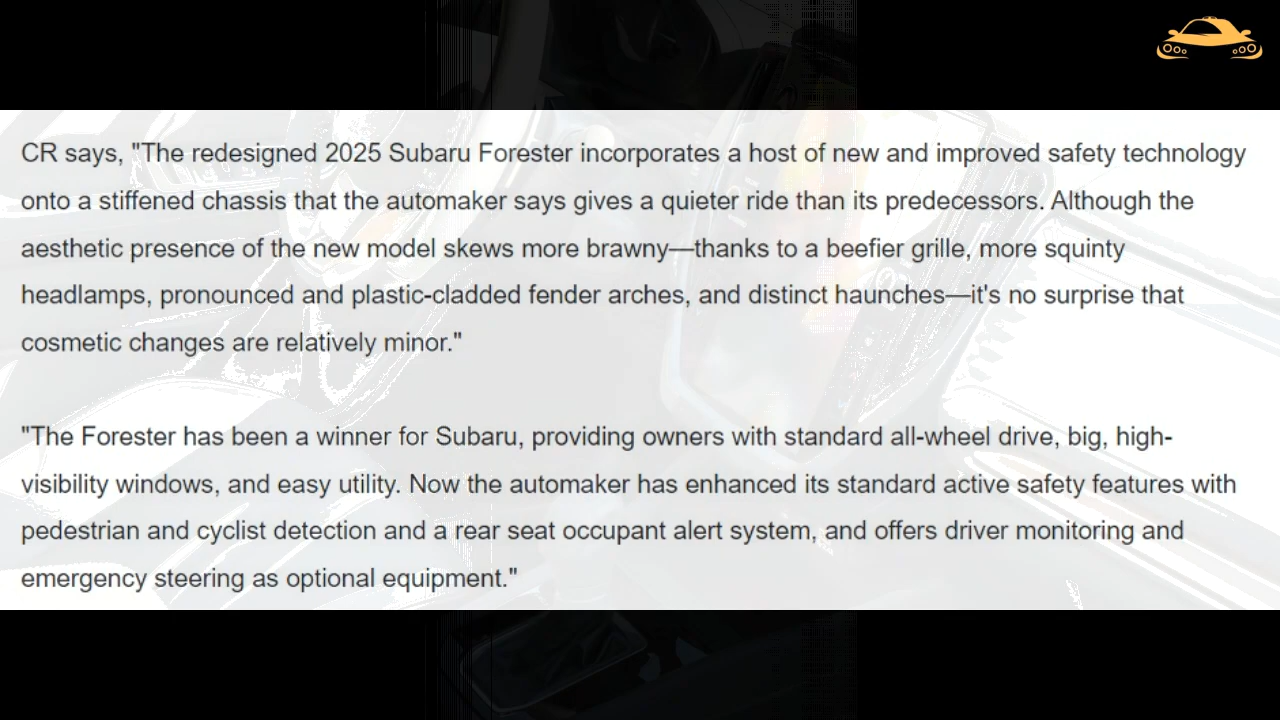 CR says, "The redesigned 2025 Subaru Forester incorporates a host of new and improved safety technology
onto a stiffened chassis that the automaker says gives a quieter ride than its predecessors. Although the
aesthetic presence of the new model skews more brawny—thanks to a beefier grille, more squinty
headlamps, pronounced and plastic-cladded fender arches, and distinct haunches—it's no surprise that
cosmetic changes are relatively minor."
"The Forester has been a winner for Subaru, providing owners with standard all-wheel drive, big, high-
visibility windows, and easy utility. Now the automaker has enhanced its standard active safety features with
pedestrian and cyclist detection and a rear seat occupant alert system, and offers driver monitoring and
emergency steering as optional equipment."